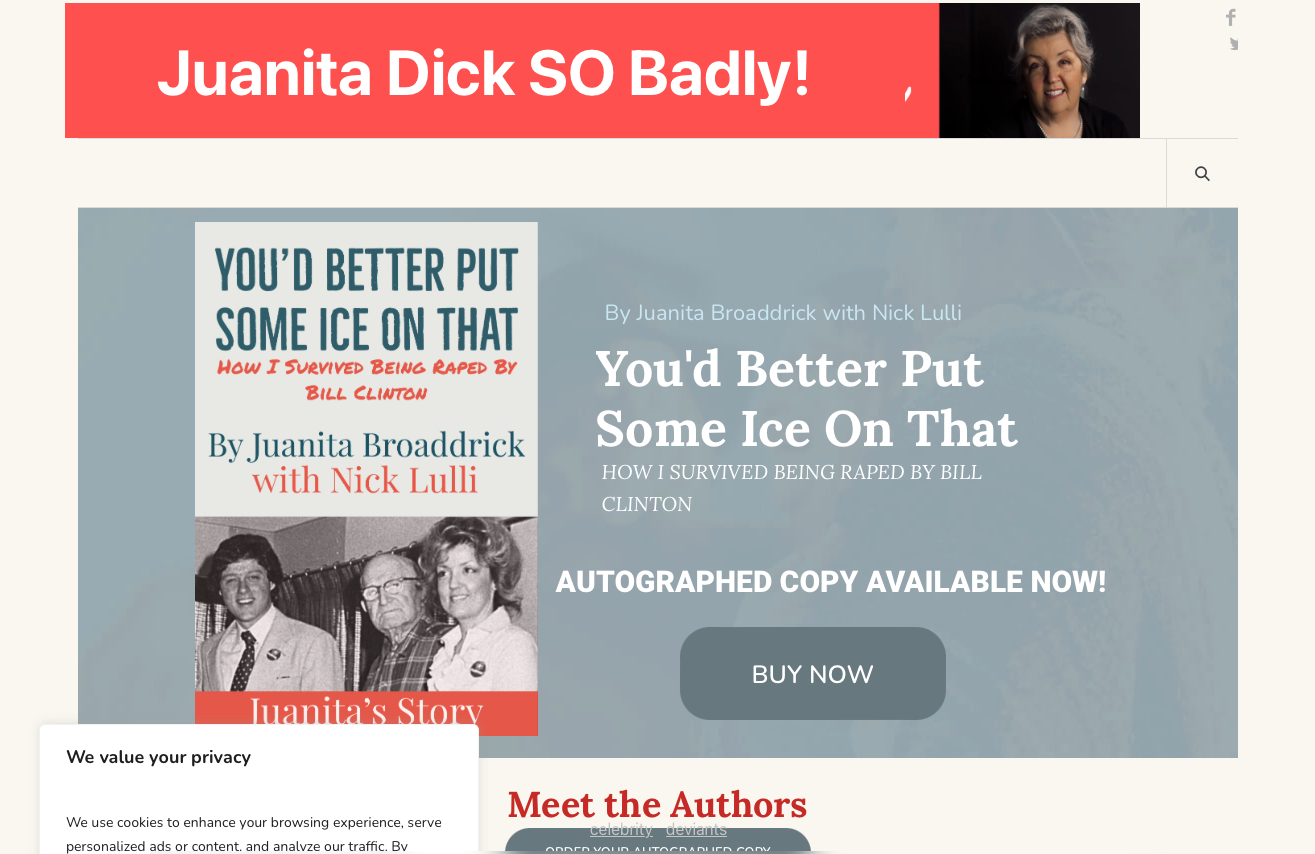 Juanita Dick SO Badly!
YOU'D BETTER PUT
SOME ICE ON THAT
HOW I SURVIVED BEING RAPED BY
BILL CLINTON
By Juanita Broaddrick
with Nick Lulli
Juanita's Story
By Juanita Broaddrick with Nick Lulli
You'd Better Put
Some Ice On That
HOW I SURVIVED BEING RAPED BY BILL
CLINTON
AUTOGRAPHED COPY AVAILABLE NOW!
BUY NOW
We value your privacy
We use cookies to enhance your browsing experience, serve
personalized ads or content, and analyze our traffic. By
Meet the Authors
celebrity deviants
ORDER YOUR AUTOGRAPHED COPY